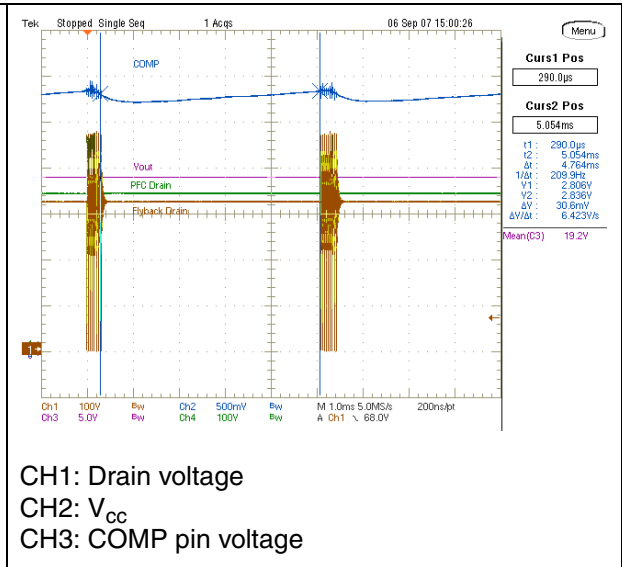 Tek Stopped Single Seq 1 Acqs 06 Sep 07 15:00:26
Menu
COMP
Curs1 Pos
290.0µs
Curs2 Pos
5.054ms
Vout
PFC Drain
Flyback Drain
t1 : 290.0µs
t2 : 5.054ms
Δt : 4.764ms
1/Δt : 209.9Hz
Y1 : 2.806V
Y2 : 2.836V
ΔY : 30.6mV
ΔV/Δt : 6.423V/s
Mean(C3) 19.2V
1
Ch1 100V Bw Ch2 500mV Bw M 1.0ms 5.0MS/s 200ns/pt
Ch3 5.0V Bw Ch4 100V Bw A Ch1 \ 68.0V
CH1: Drain voltage
CH2: Vcc
CH3: COMP pin voltage